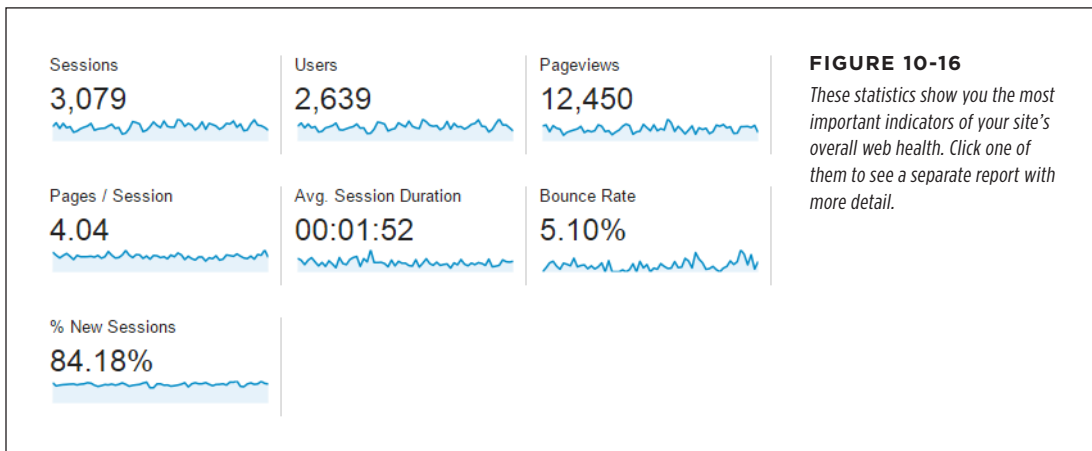 Sessions
3,079
Users
2,639
Pageviews
12,450
Pages / Session
4.04
Avg. Session Duration
00:01:52
Bounce Rate
5.10%
% New Sessions
84.18%
FIGURE 10-16
These statistics show you the most
important indicators of your site’s
overall web health. Click one of
them to see a separate report with
more detail.